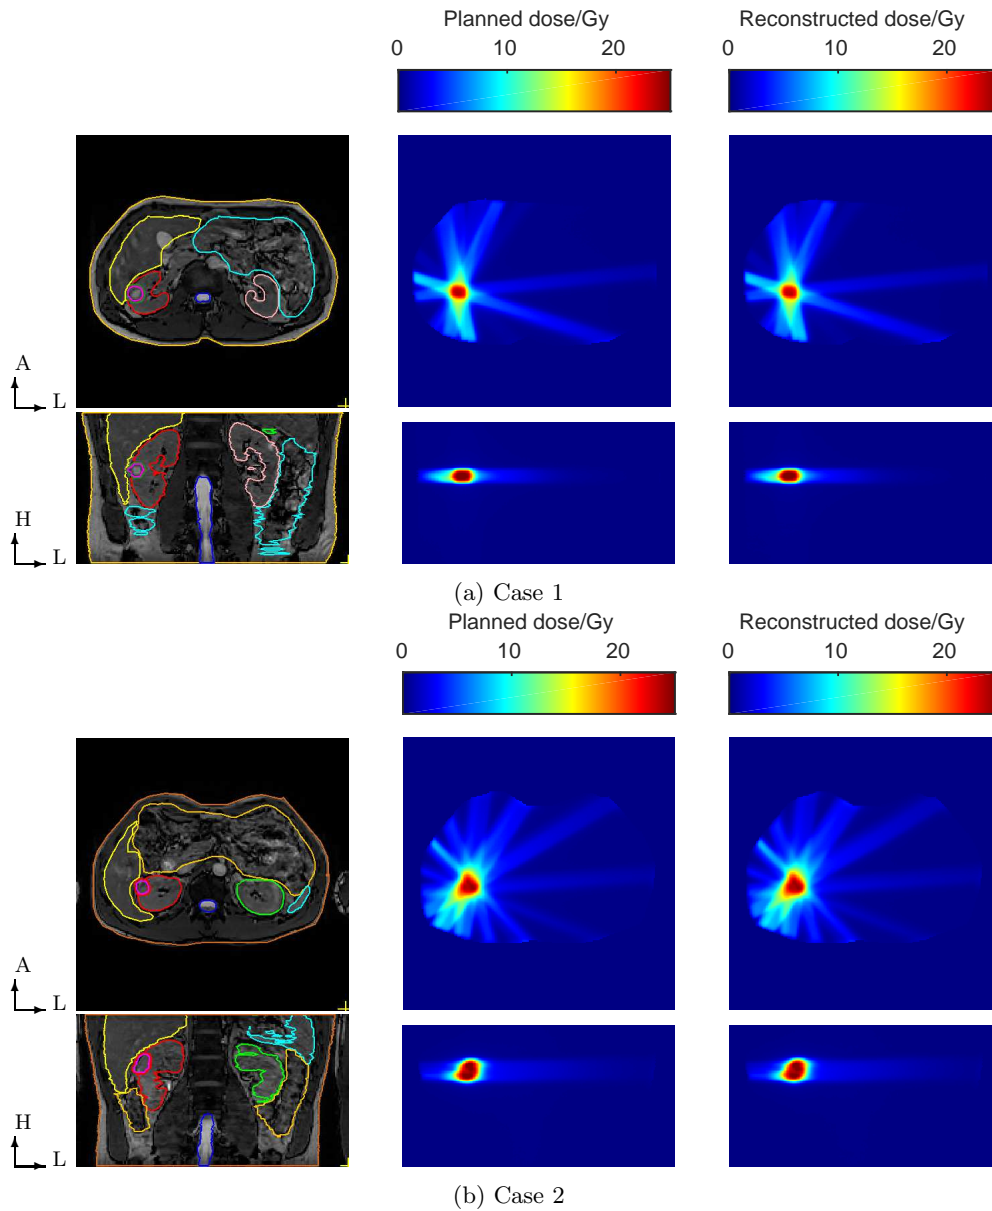 Planned dose/Gy
0 10 20
Reconstructed dose/Gy
0 10 20
A
L
H
L
(a) Case 1
Planned dose/Gy
0 10 20
Reconstructed dose/Gy
0 10 20
A
L
H
L
(b) Case 2